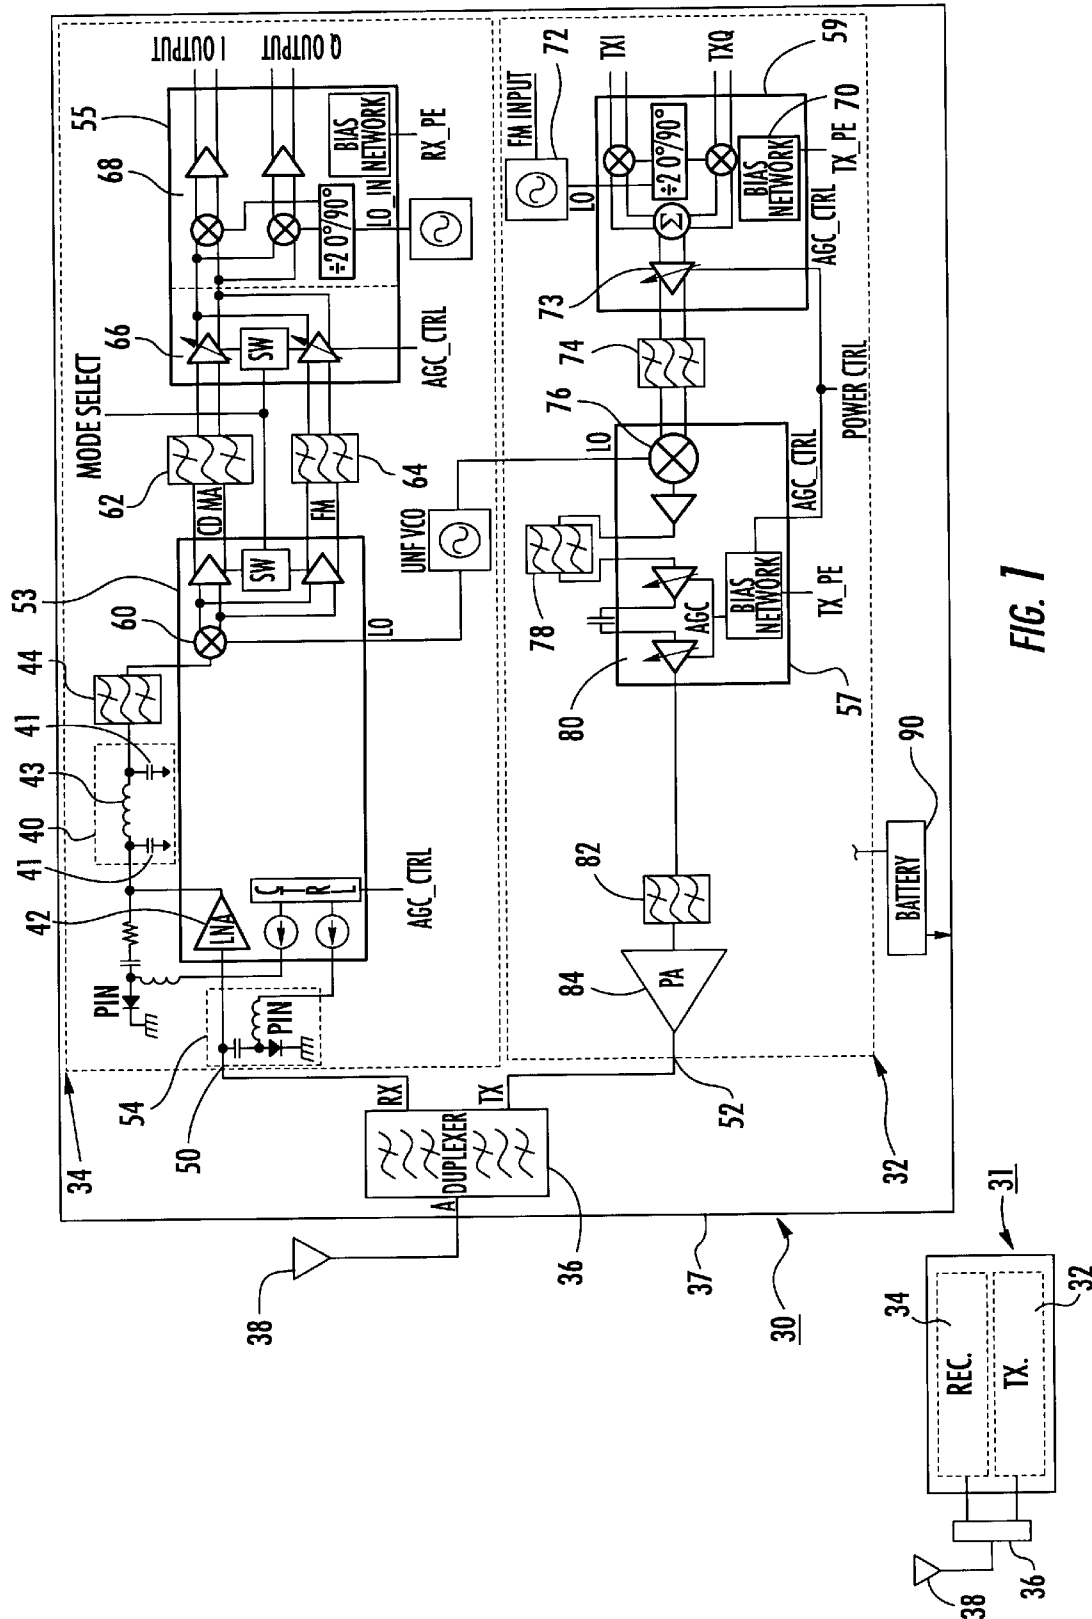 34
54
50
PIN
PIN
42
41
40
43
41
44
60
53
LNA
C
T
R
L
AGC_CTRL
LO
SW
CDMA
FM
62
64
MODE SELECT
66
68
55
SW
AGC_CTRL
÷2 0°/90°
LO_IN
BIAS
NETWORK
RX_PE
I OUTPUT
Q OUTPUT
UNF VCO
38
A
DUPLEXER
RX
TX
36
37
30
52
84
PA
82
32
80
78
AGC
BIAS
NETWORK
TX_PE
57
LO
76
74
73
AGC_CTRL
POWER CTRL
LO
FM INPUT
72
TXI
TXQ
÷2 0°/90°
Σ
BIAS
NETWORK
AGC_CTRL
TX_PE
70
59
BATTERY
90
38
36
REC.
TX.
34
32
31
FIG. 1